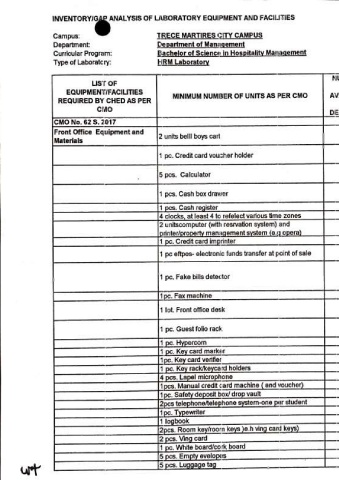 INVENTORY/GAP ANALYSIS OF LABORATORY EQUIPMENT AND FACILITIES
Campus: TRECE MARTIRES CITY CAMPUS
Department: Department of Management
Curricular Program: Bachelor of Science in Hospitality Management
Type of Laboratory: HRM Laboratory
LIST OF
EQUIPMENT/FACILITIES
REQUIRED BY CHED AS PER
CMO
MINIMUM NUMBER OF UNITS AS PER CMO
NU
AV
DE
CMO No. 62 S. 2017
Front Office Equipment and
Materials
2 units belll boys cart
1 pc. Credit card voucher holder
5 pcs. Calculator
1 pcs. Cash box drawer
1 pcs. Cash register
4 clocks, at least 4 to refelect various time zones
2 unitscomputer (with resrvation system) and
printer/property management system (e.g opera)
1 pc. Credit card imprinter
1 pc eftpos- electronic funds transfer at point of sale
1 pc. Fake bills detector
1pc. Fax machine
1 lot. Front office desk
1 pc. Guest folio rack
1 pc. Hypercom
1 pc. Key card marker
1pc. Key card verifier
1 pc. Key rack/keycard holders
4 pcs. Lapel microphone
1pcs. Manual credit card machine ( and voucher)
1pc. Safety deposit box/ drop vault
2pcs telephone/telephone system-one per student
1pc. Typewriter
1 logbook
2pcs. Room key/room keys )e.h ving card keys)
2 pcs. Ving card
1 pc. White board/cork board
5 pcs. Empty evelopes
5 pcs. Luggage tag